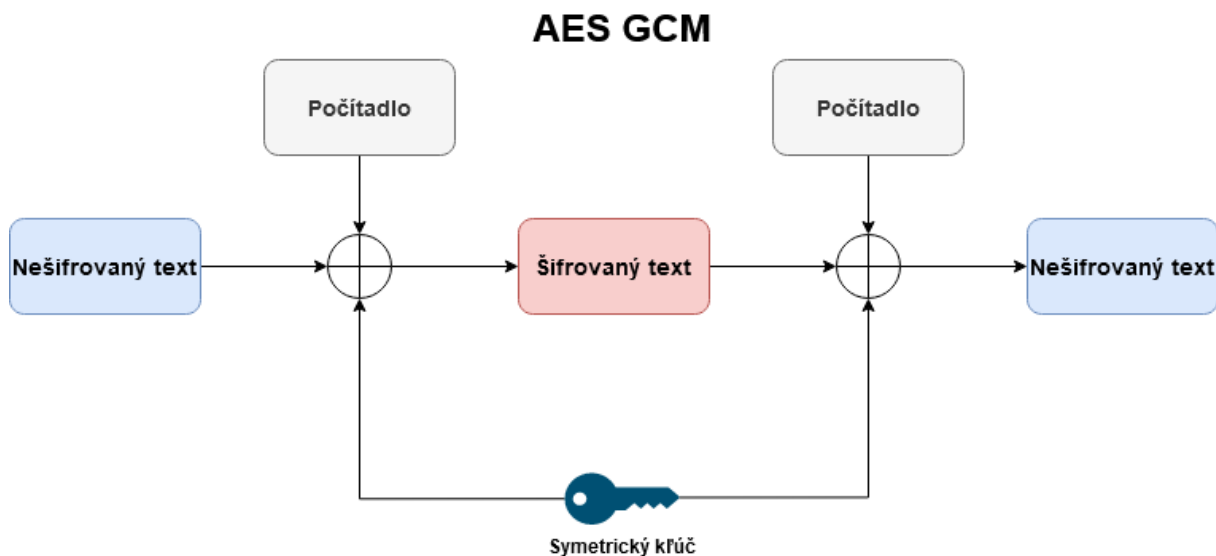 AES GCM
Počítadlo
Počítadlo
Nešifrovaný text
Šifrovaný text
Nešifrovaný text
Symetrický kľúč